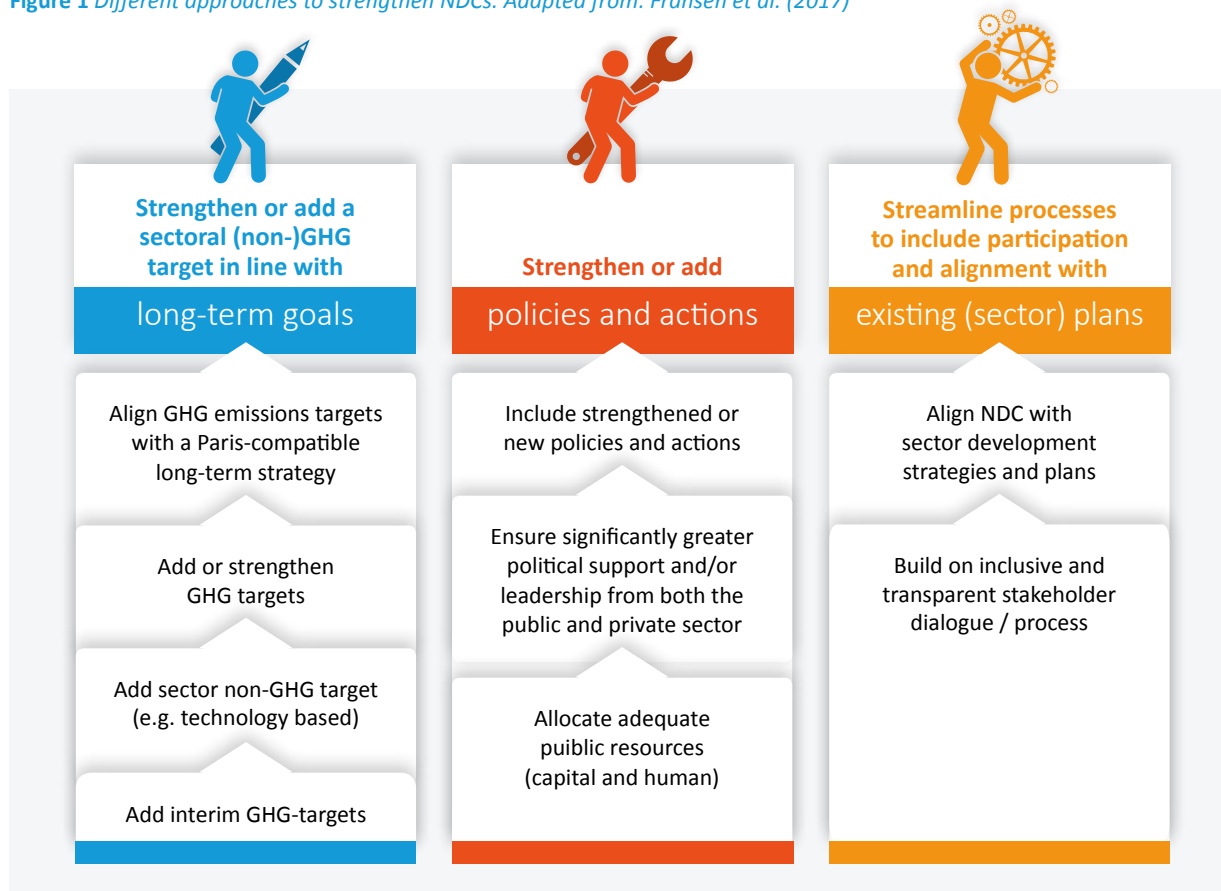 Figure 1 Different approaches to strengthen NDCs. Adapted from: Fransen et al. (2017)
Strengthen or add a
sectoral (non-)GHG
target in line with
long-term goals
Align GHG emissions targets
with a Paris-compatible
long-term strategy
Add or strengthen
GHG targets
Add sector non-GHG target
(e.g. technology based)
Add interim GHG-targets
Strengthen or add
policies and actions
Include strengthened or
new policies and actions
Ensure significantly greater
political support and/or
leadership from both the
public and private sector
Allocate adequate
puiblic resources
(capital and human)
Streamline processes
to include participation
and alignment with
existing (sector) plans
Align NDC with
sector development
strategies and plans
Build on inclusive and
transparent stakeholder
dialogue / process